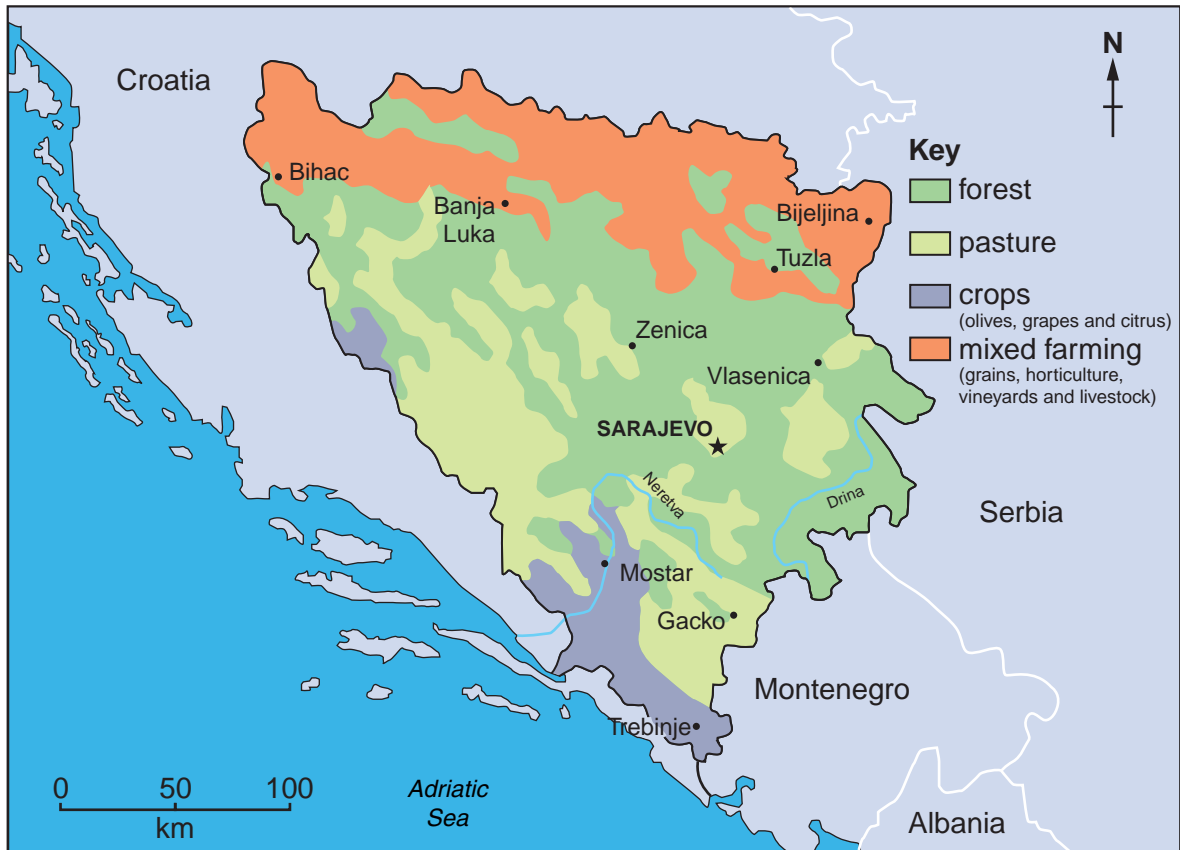 Croatia
N
Key
forest
pasture
crops
(olives, grapes and citrus)
mixed farming
(grains, horticulture,
vineyards and livestock)
Bihac
Banja
Luka
Bijeljina
Tuzla
Zenica
Vlasenica
SARAJEVO
Neretva
Drina
Serbia
Mostar
Gacko
Montenegro
Trebinje
Albania
0 50 100
km
Adriatic
Sea